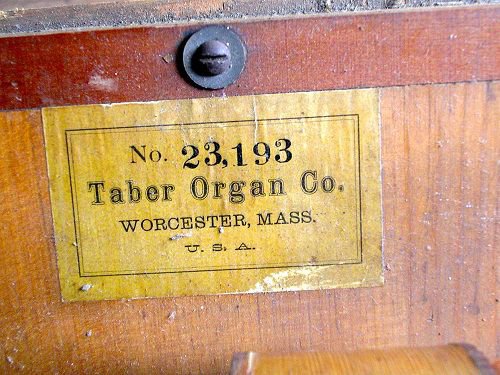 No. 23,193
Taber Organ Co.
WORCESTER, MASS.
U. S. A.